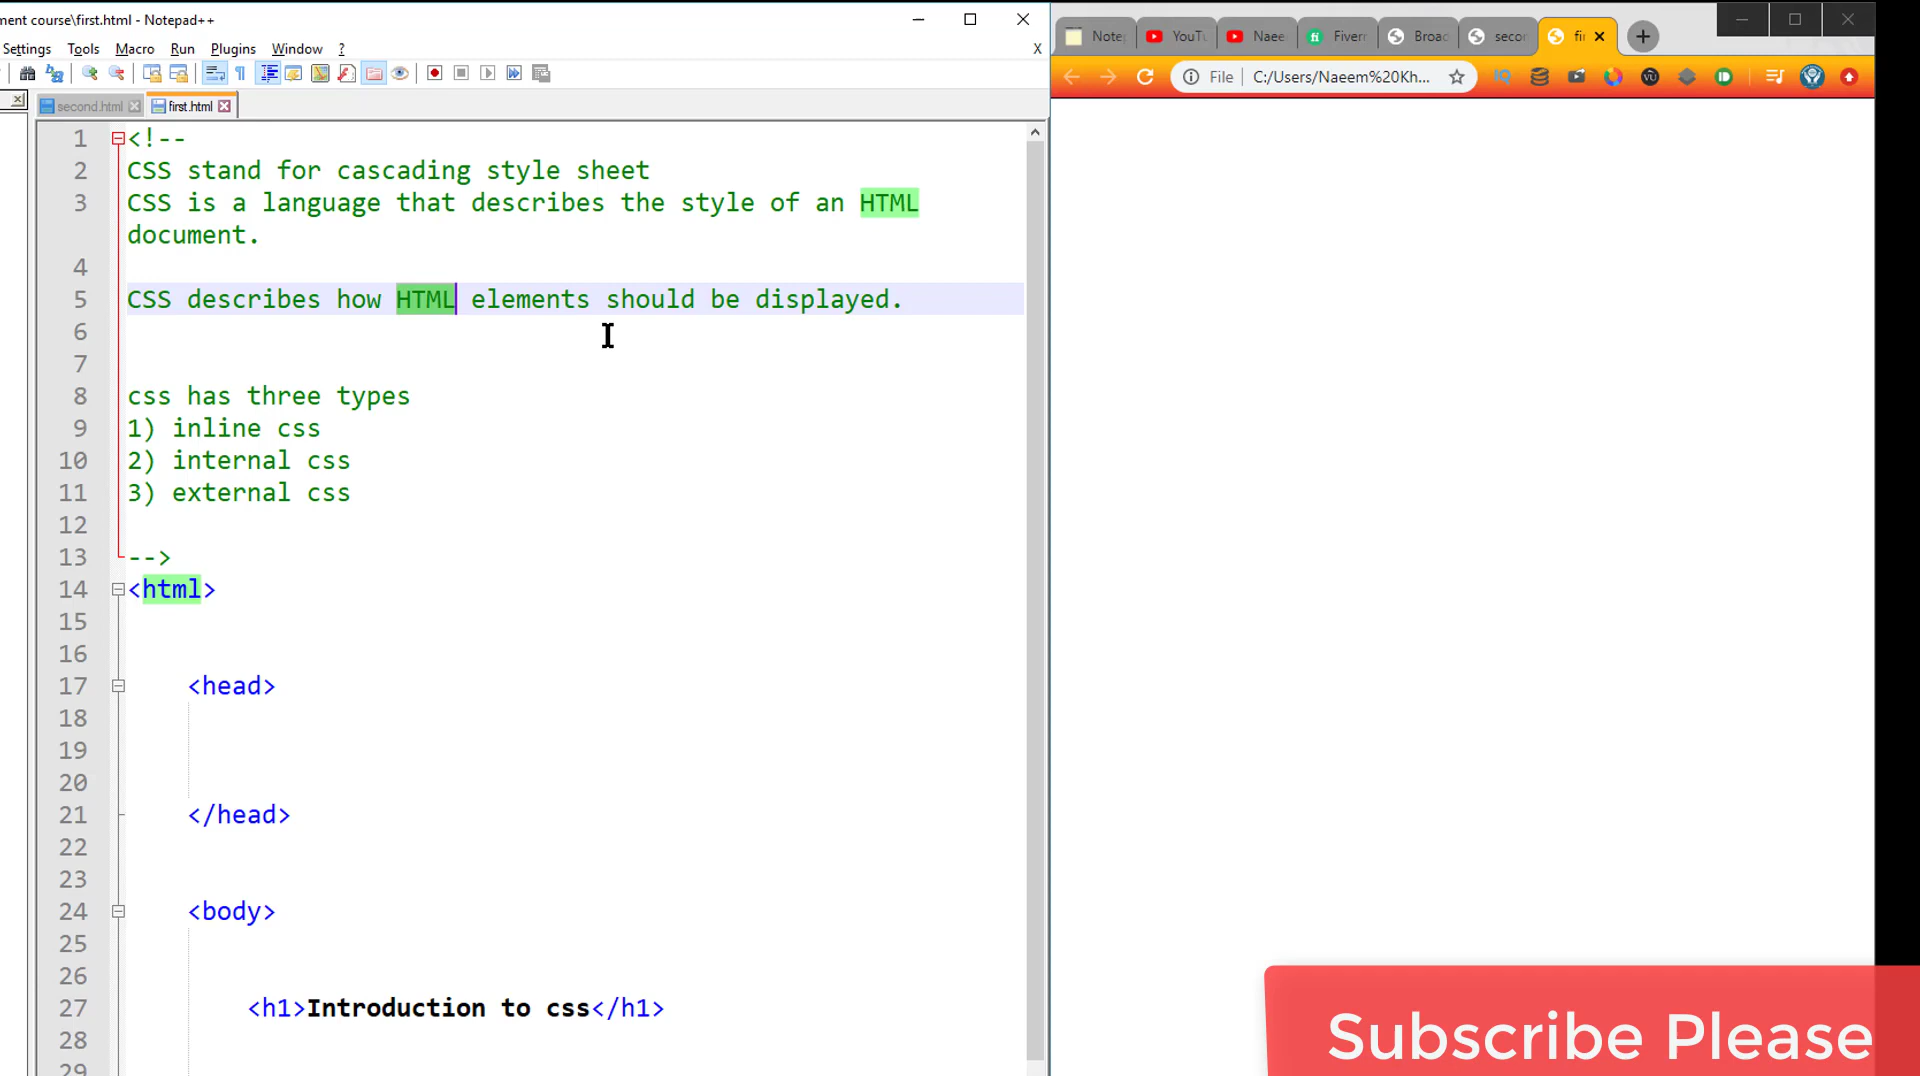 ment course\first.html - Notepad++
Settings Tools Macro Run Plugins Window ? X
second.html first.html
1 <!--
2 CSS stand for cascading style sheet
3 CSS is a language that describes the style of an HTML
document.
4
5 CSS describes how HTML elements should be displayed.
6
7
8 css has three types
9 1) inline css
10 2) internal css
11 3) external css
12
13 -->
14 <html>
15
16
17 <head>
18
19
20
21 </head>
22
23
24 <body>
25
26
27 <h1>Introduction to css</h1>
28
29
Notep YouTu Naee Fiverr Broad secon fir
File C:/Users/Naeem%20Kh...
Subscribe Please